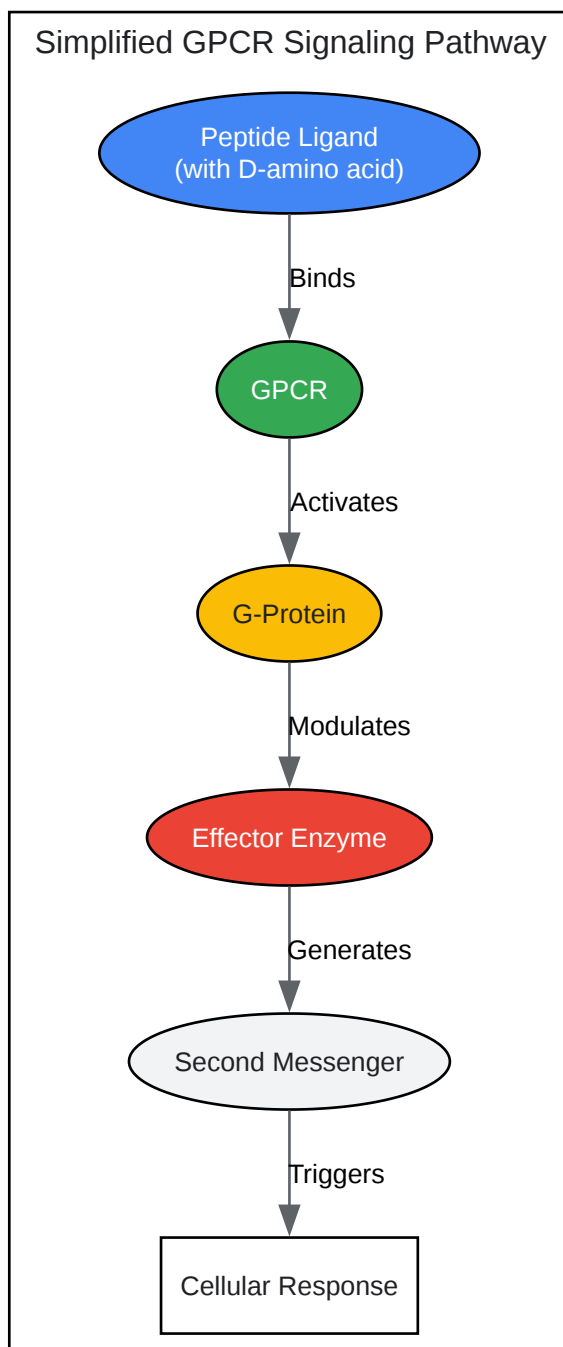 Simplified GPCR Signaling Pathway
Peptide Ligand
(with D-amino acid)
Binds
GPCR
Activates
G-Protein
Modulates
Effector Enzyme
Generates
Second Messenger
Triggers
Cellular Response